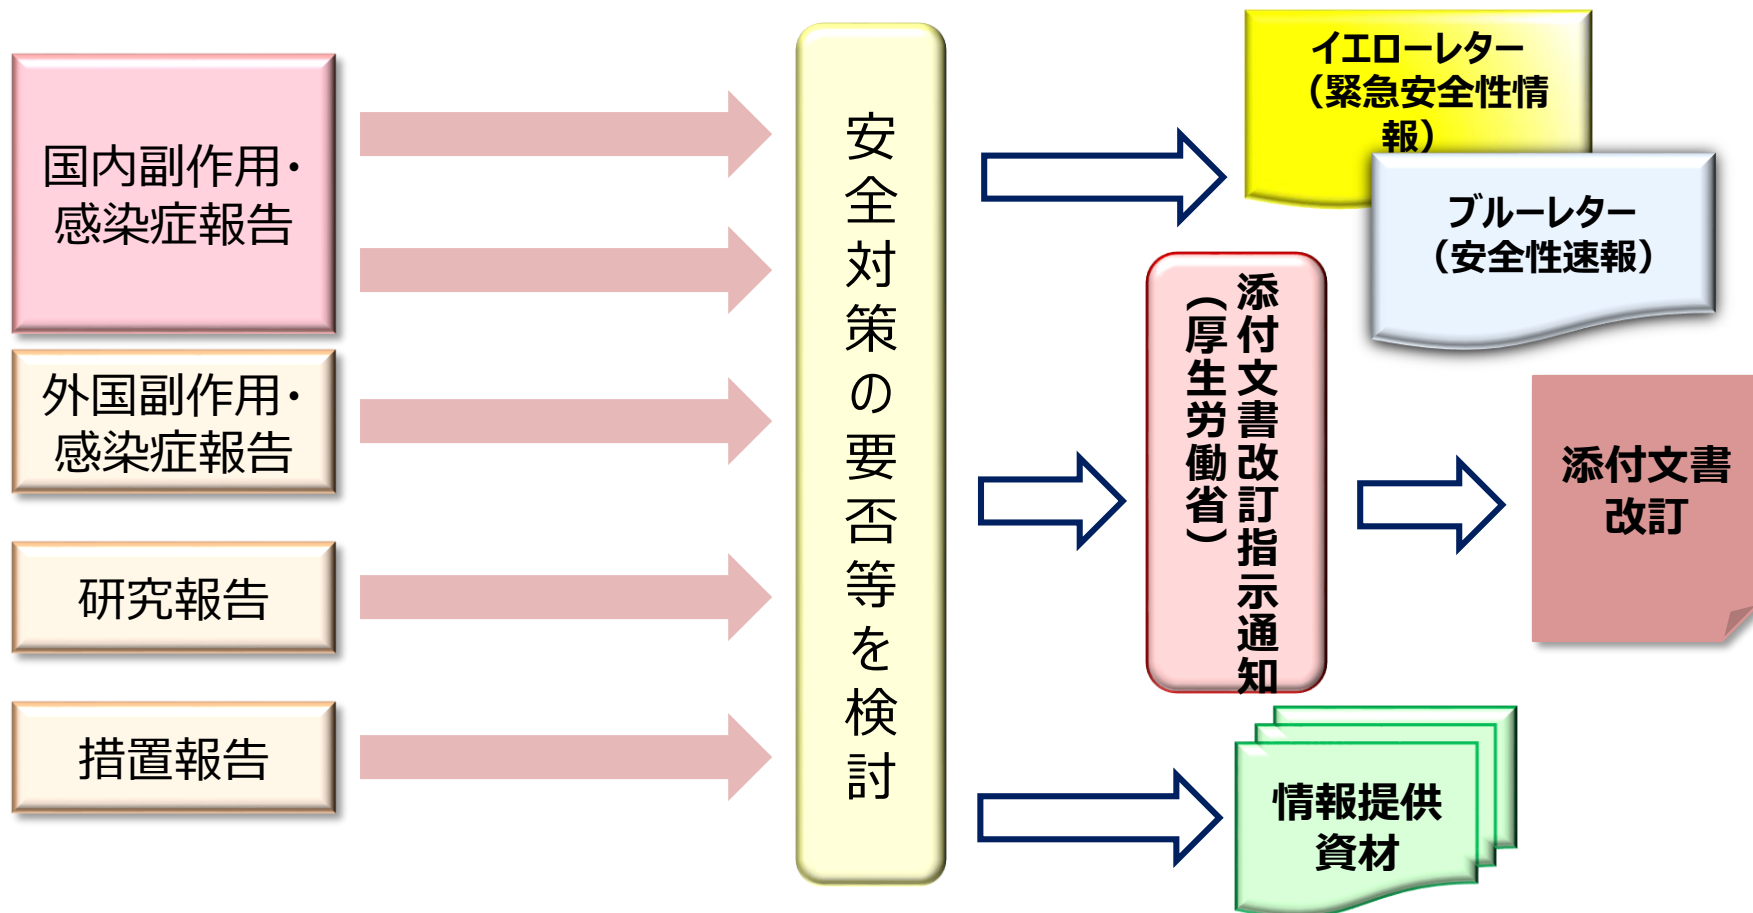 国内副作用・
感染症報告
外国副作用・
感染症報告
研究報告
措置報告
安全対策の要否等を検討
イエローレター
（緊急安全性情
報）
ブルーレター
（安全性速報）
添付文書改訂指示通知
（厚生労働省）
添付文書
改訂
情報提供
資材